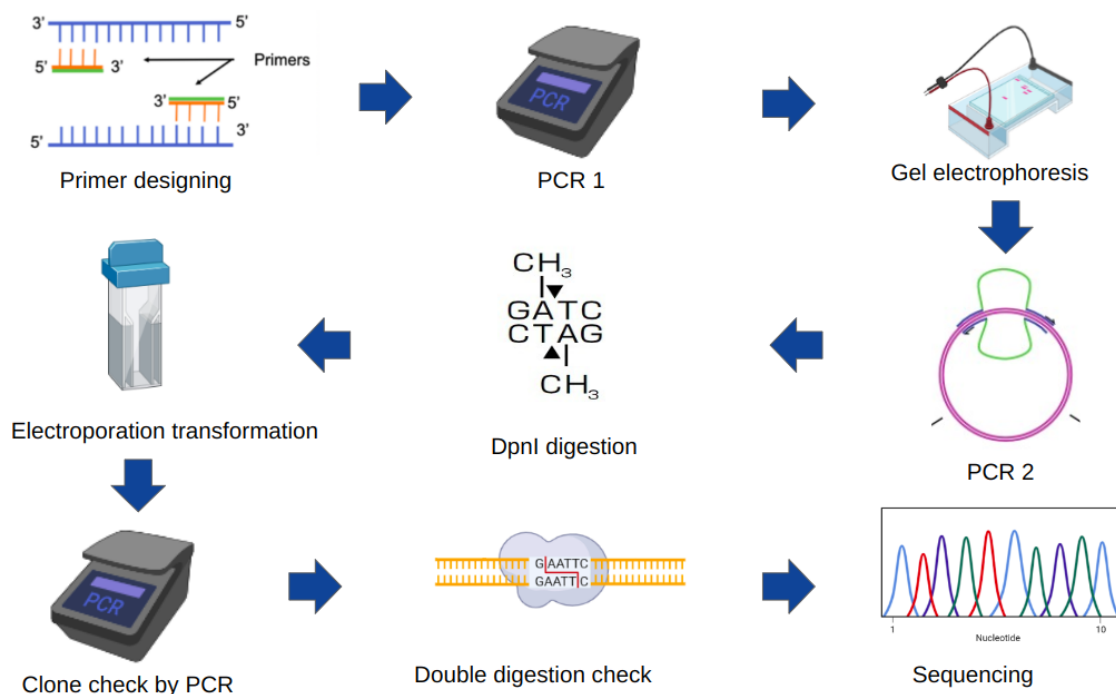 3'
5'
5'
3'
Primers
3'
5'
5'
3'
Primer designing
PCR
PCR 1
Gel electrophoresis
CH3
GATC
CTAG
CH3
Electroporation transformation
DpnI digestion
PCR 2
PCR
Clone check by PCR
GAATTC
GAATTC
Double digestion check
1
10
Nucleotide
Sequencing